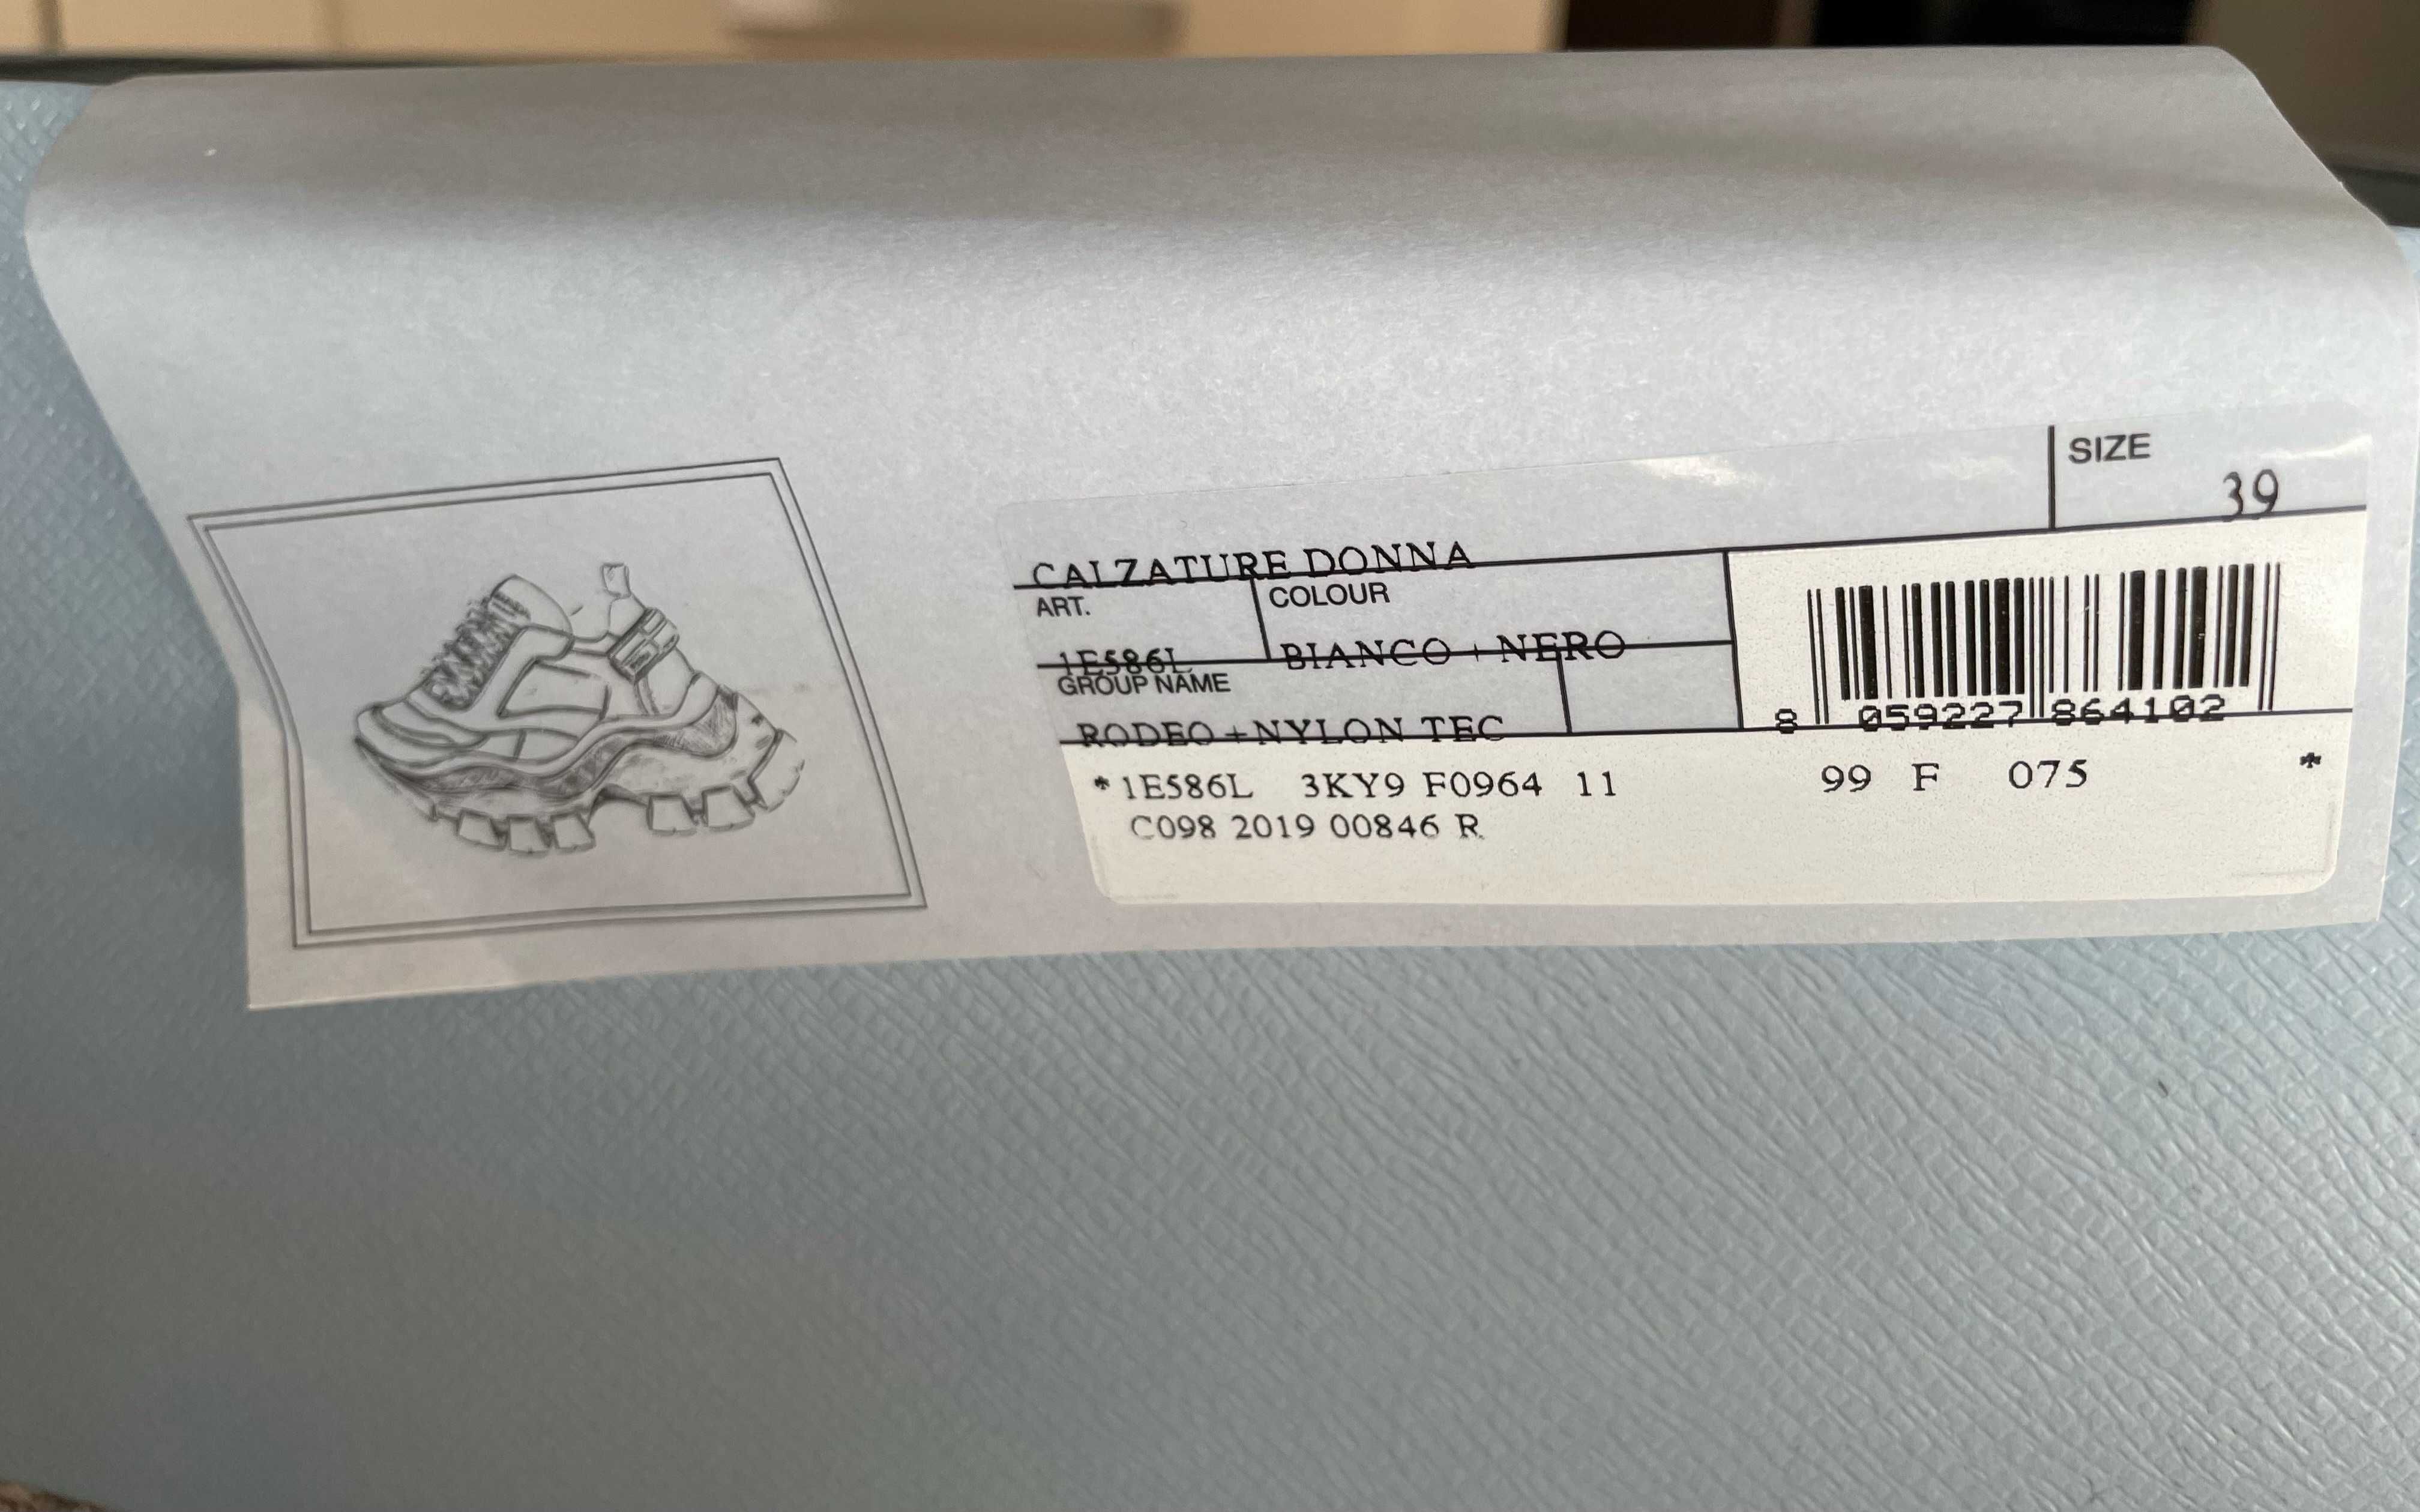 SIZE
39
CALZATURE DONNA
ART.
COLOUR
1E586L
BIANCO + NERO
GROUP NAME
RODEO +NYLON TEC
8 059227 864102
*1E586L 3KY9 F0964 11 99 F 075 *
C098 2019 00846 R